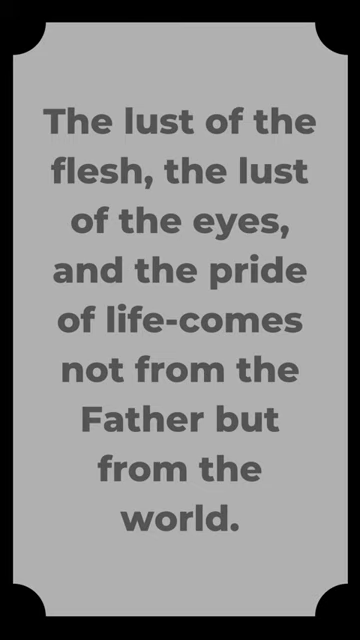 The lust of the
flesh, the lust
of the eyes,
and the pride
of life-comes
not from the
Father but
from the
world.